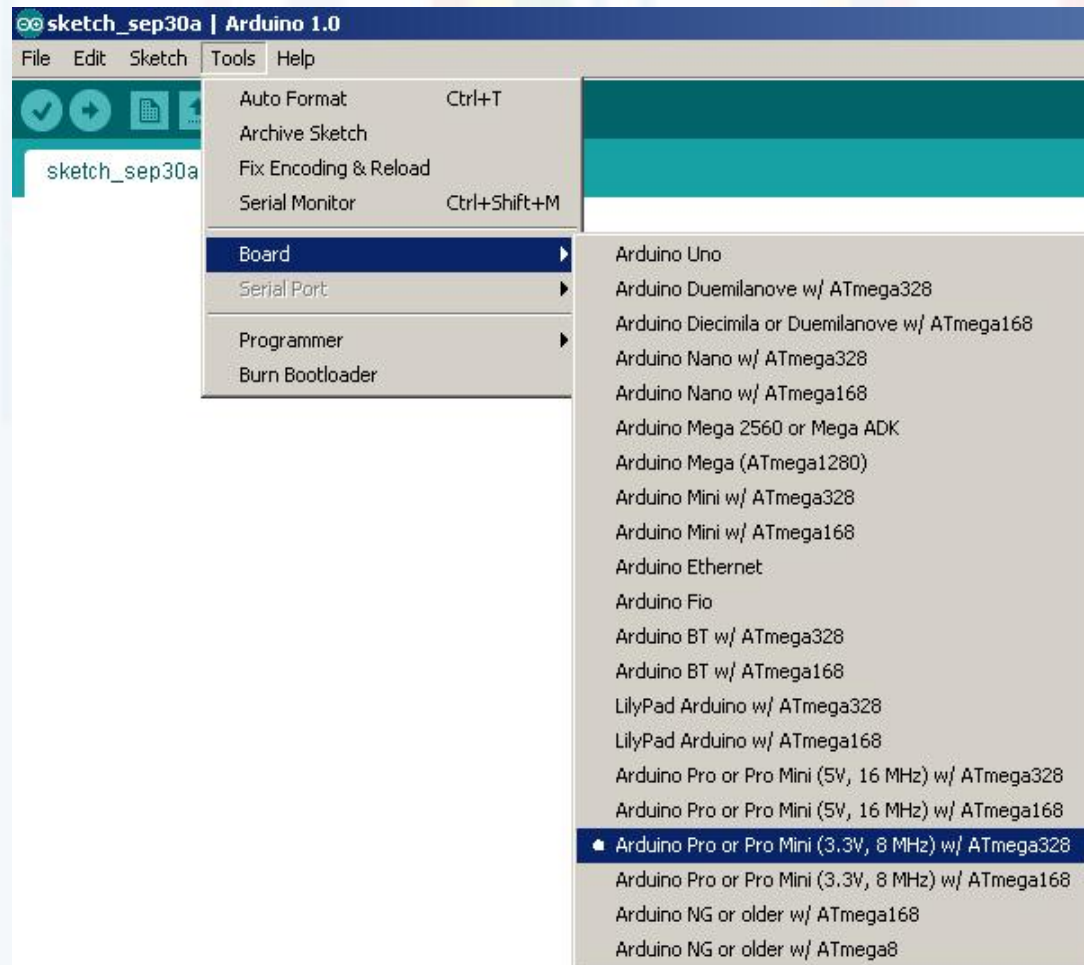 sketch_sep30a | Arduino 1.0
File Edit Sketch Tools Help
sketch_sep30a
Auto Format Ctrl+T
Archive Sketch
Fix Encoding & Reload
Serial Monitor Ctrl+Shift+M
Board
Serial Port
Programmer
Burn Bootloader
Arduino Uno
Arduino Duemilanove w/ ATmega328
Arduino Diecimila or Duemilanove w/ ATmega168
Arduino Nano w/ ATmega328
Arduino Nano w/ ATmega168
Arduino Mega 2560 or Mega ADK
Arduino Mega (ATmega1280)
Arduino Mini w/ ATmega328
Arduino Mini w/ ATmega168
Arduino Ethernet
Arduino Fio
Arduino BT w/ ATmega328
Arduino BT w/ ATmega168
LilyPad Arduino w/ ATmega328
LilyPad Arduino w/ ATmega168
Arduino Pro or Pro Mini (5V, 16 MHz) w/ ATmega328
Arduino Pro or Pro Mini (5V, 16 MHz) w/ ATmega168
Arduino Pro or Pro Mini (3.3V, 8 MHz) w/ ATmega328
Arduino Pro or Pro Mini (3.3V, 8 MHz) w/ ATmega168
Arduino NG or older w/ ATmega168
Arduino NG or older w/ ATmega8